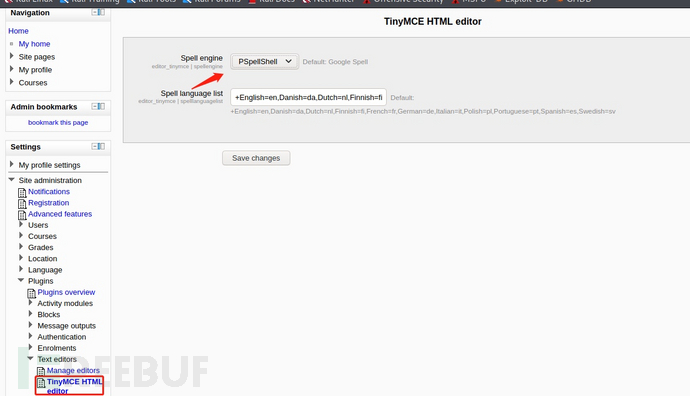 Kali Linux Kali Training Kali Tools Kali Forums Kali Docs NetHunter Offensive Security MSFU Exploit-DB GHDB
Navigation
Home
My home
Site pages
My profile
Courses
Admin bookmarks
bookmark this page
Settings
My profile settings
Site administration
Notifications
Registration
Advanced features
Users
Courses
Grades
Location
Language
Plugins
Plugins overview
Activity modules
Blocks
Message outputs
Authentication
Enrolments
Text editors
Manage editors
TinyMCE HTML
editor
TinyMCE HTML editor
Spell engine
editor_tinymce | spellengine
PSpellShell
Default: Google Spell
Spell language list
editor_tinymce | spelllanguagelist
+English=en,Danish=da,Dutch=nl,Finnish=fi
Default:
+English=en,Danish=da,Dutch=nl,Finnish=fi,French=fr,German=de,Italian=it,Polish=pl,Portuguese=pt,Spanish=es,Swedish=sv
Save changes
FREEBUF